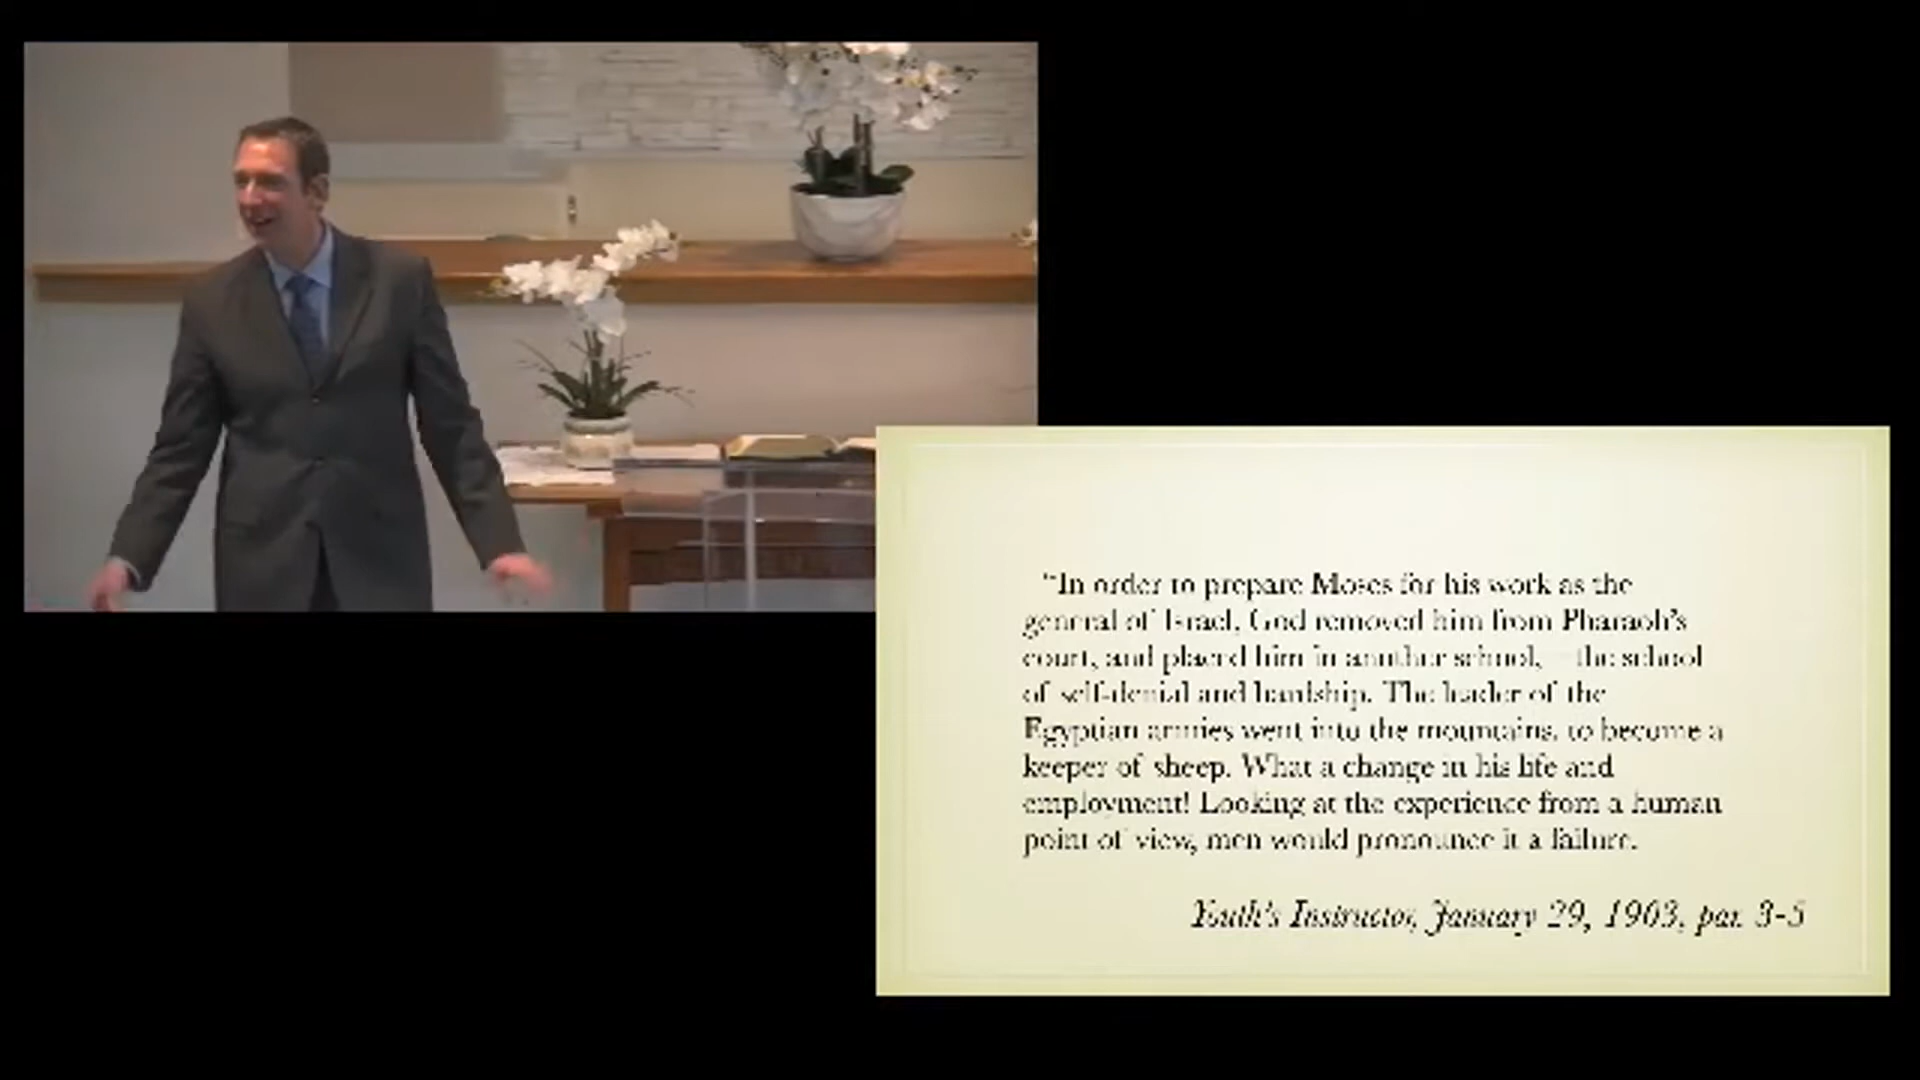 "In order to prepare Moses for his work as the
general of Israel, God removed him from Pharaoh's
court, and placed him in another school,—the school
of self-denial and hardship. The leader of the
Egyptian armies went into the mountains, to become a
keeper of sheep. What a change in his life and
employment! Looking at the experience from a human
point of view, men would pronounce it a failure.
Youth's Instructor, January 29, 1903, par. 3-5